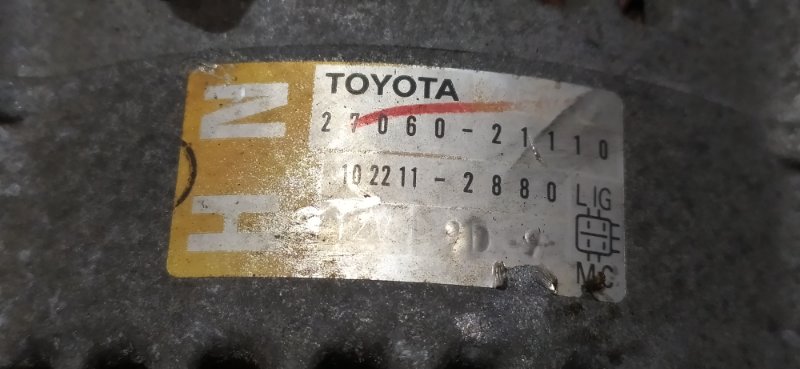 TOYOTA
27060-21110
102211-2880
HN
LIG
MC